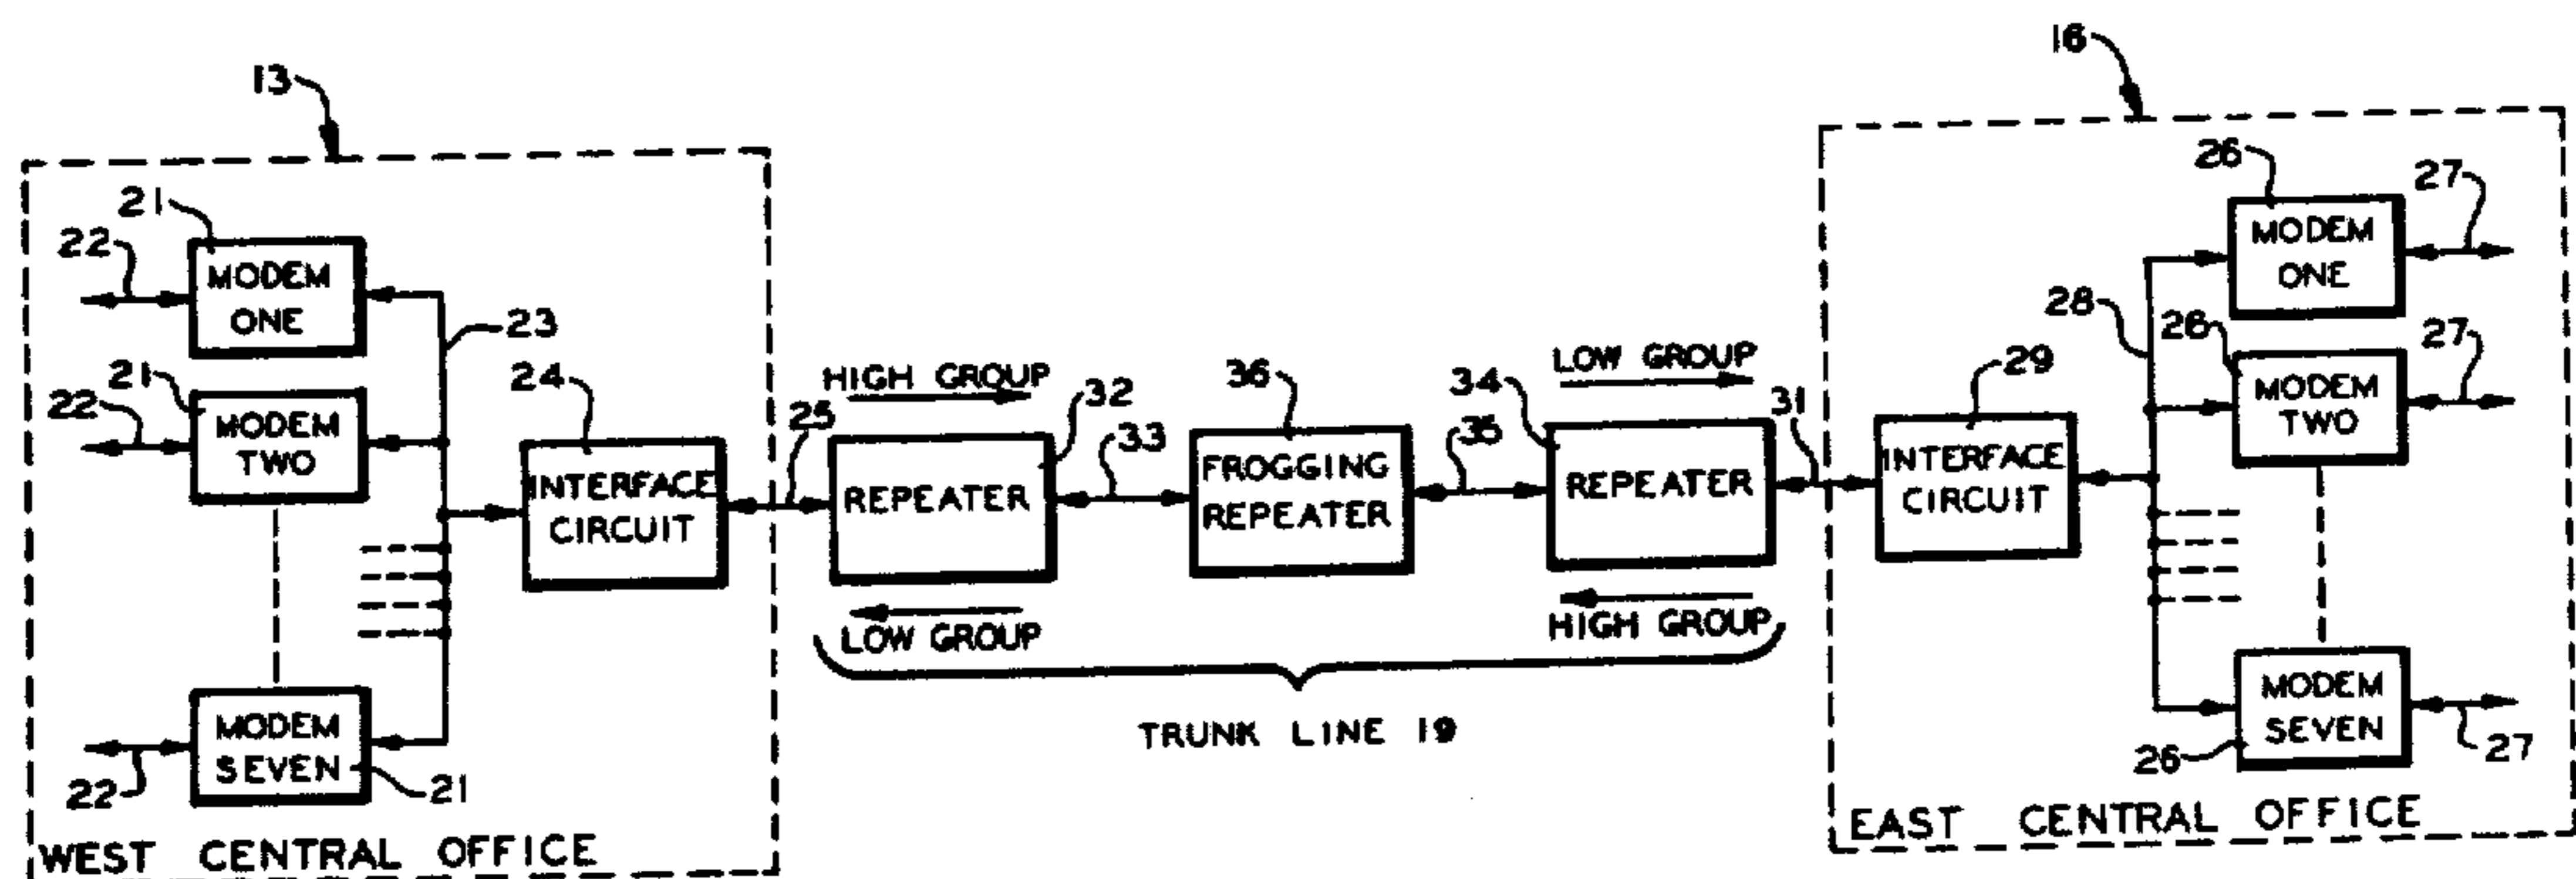 13
21
22
MODEM
ONE
23
21
22
MODEM
TWO
24
INTERFACE
CIRCUIT
22
MODEM
SEVEN
21
WEST CENTRAL OFFICE
25
HIGH GROUP
32
REPEATER
LOW GROUP
33
36
FROGGING
REPEATER
35
LOW GROUP
34
REPEATER
HIGH GROUP
31
TRUNK LINE 19
16
29
INTERFACE
CIRCUIT
28
26
27
MODEM
ONE
26
27
MODEM
TWO
MODEM
SEVEN
26
27
EAST CENTRAL OFFICE